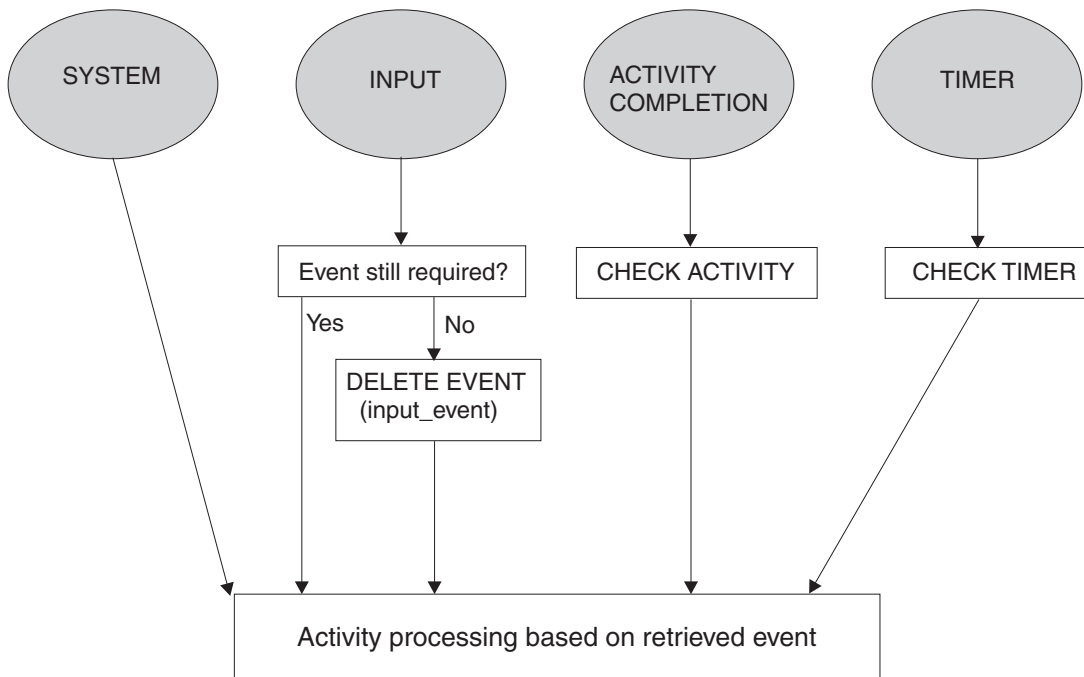 SYSTEM
INPUT
ACTIVITY
COMPLETION
TIMER
Event still required?
CHECK ACTIVITY
CHECK TIMER
Yes
No
DELETE EVENT
(input_event)
Activity processing based on retrieved event